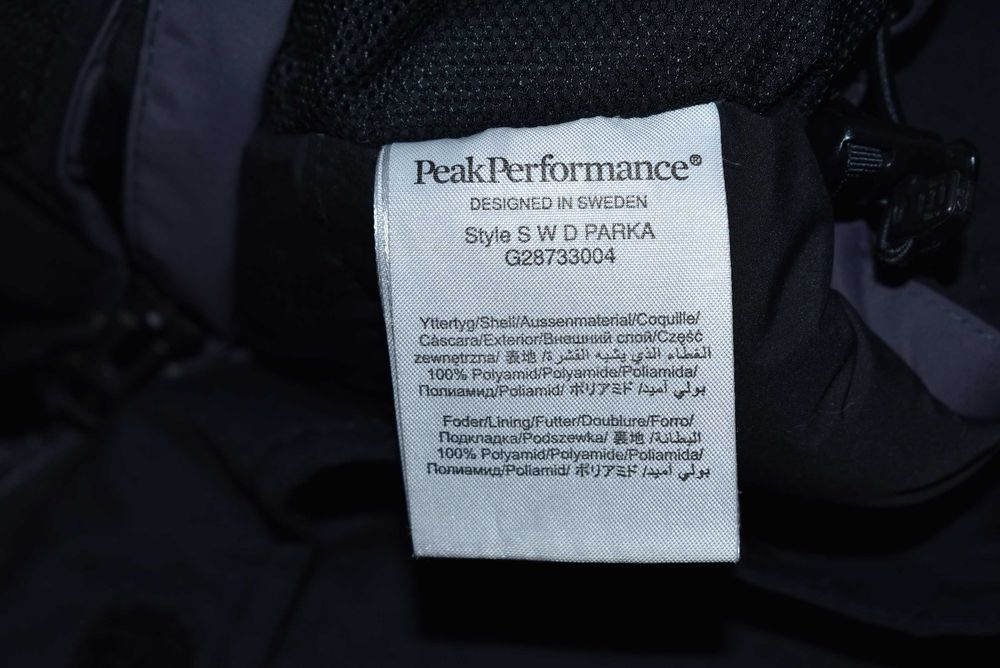 PeakPerformance®
DESIGNED IN SWEDEN
Style S W D PARKA
G28733004
Yttertyg/Shell/Aussenmaterial/Coquille/
Càscara/Exterior/Внешний слой/Część
zewnętrzna/ 表地 /الغطاء الذي يشبه القشرة
100% Polyamid/Polyamide/Poliamida/
Полиамид/Poliamid/ ポリアミド /بولي أميد
Foder/Lining/Futter/Doublure/Forro/
Подкладка/Podszewka/ 裏地 /البطانة
100% Polyamid/Polyamide/Poliamida/
Полиамид/Poliamid/ ポリアミド /بولي أميد